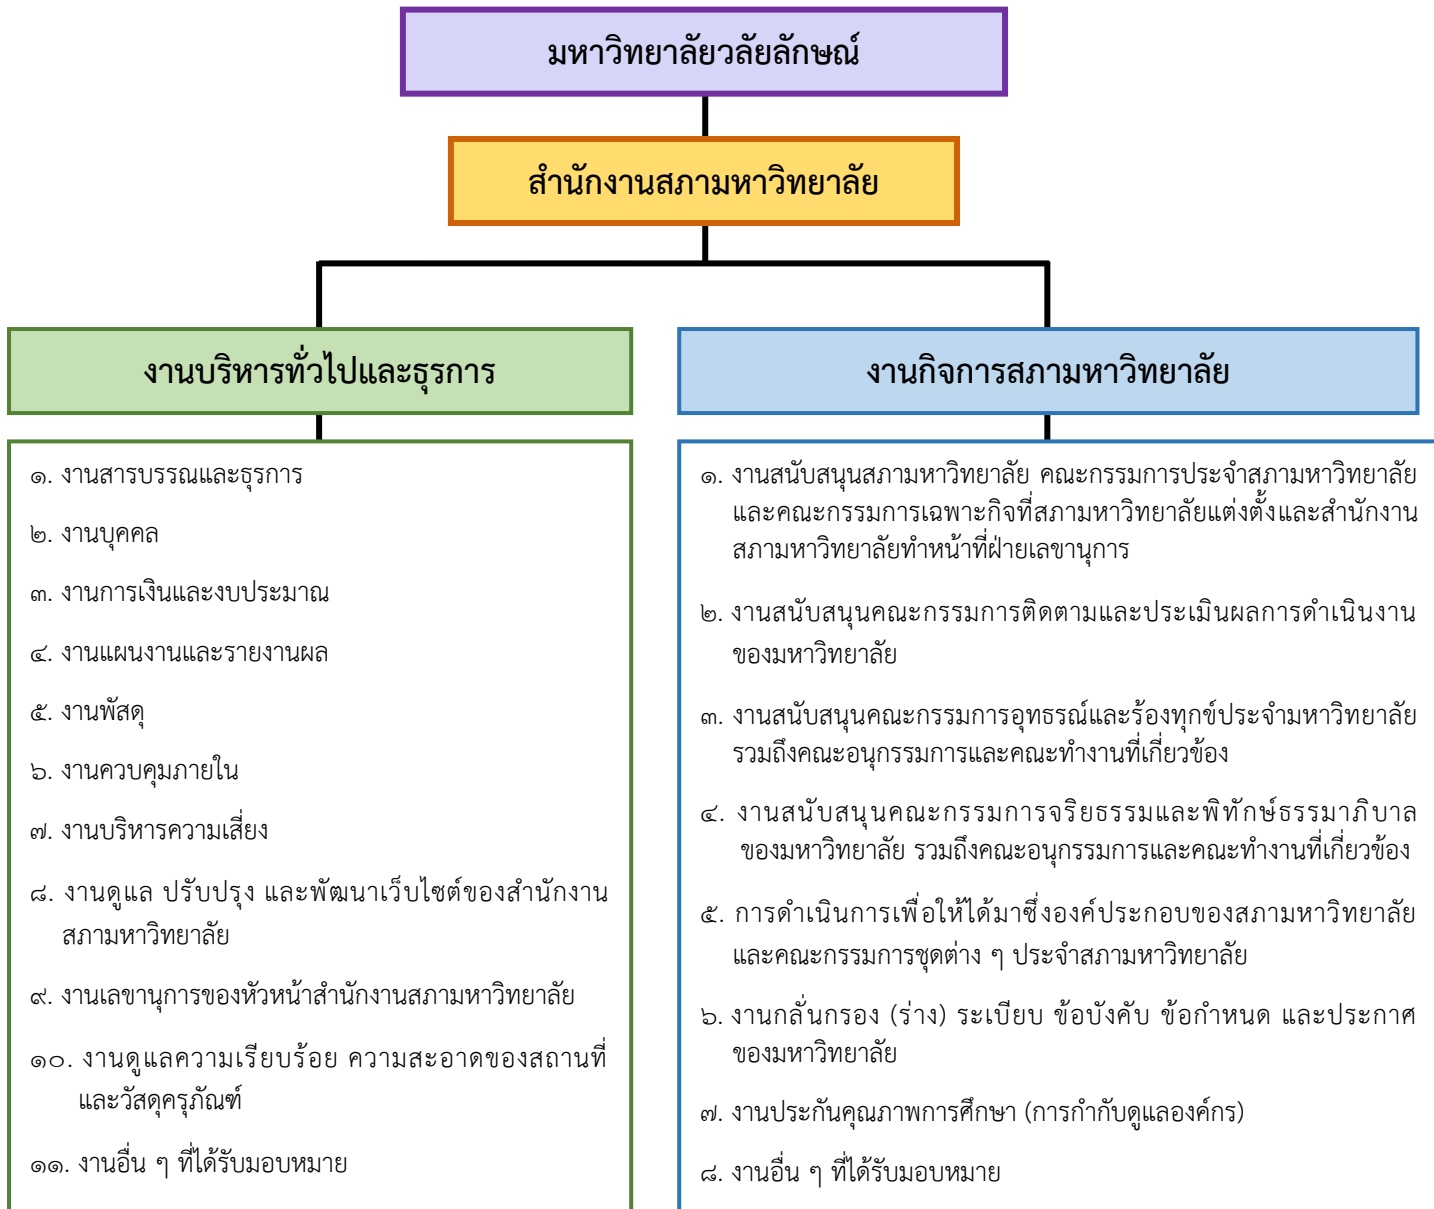 มหาวิทยาลัยวลัยลักษณ์
สำนักงานสภามหาวิทยาลัย
งานบริหารทั่วไปและธุรการ
๑. งานสารบรรณและธุรการ
๒. งานบุคคล
๓. งานการเงินและงบประมาณ
๔. งานแผนงานและรายงานผล
๕. งานพัสดุ
๖. งานควบคุมภายใน
๗. งานบริหารความเสี่ยง
๘. งานดูแล ปรับปรุง และพัฒนาเว็บไซต์ของสำนักงาน
สภามหาวิทยาลัย
๙. งานเลขานุการของหัวหน้าสำนักงานสภามหาวิทยาลัย
๑๐. งานดูแลความเรียบร้อย ความสะอาดของสถานที่
และวัสดุครุภัณฑ์
๑๑. งานอื่น ๆ ที่ได้รับมอบหมาย
งานกิจการสภามหาวิทยาลัย
๑. งานสนับสนุนสภามหาวิทยาลัย คณะกรรมการประจำสภามหาวิทยาลัย
และคณะกรรมการเฉพาะกิจที่สภามหาวิทยาลัยแต่งตั้งและสำนักงาน
สภามหาวิทยาลัยทำหน้าที่ฝ่ายเลขานุการ
๒. งานสนับสนุนคณะกรรมการติดตามและประเมินผลการดำเนินงาน
ของมหาวิทยาลัย
๓. งานสนับสนุนคณะกรรมการอุทธรณ์และร้องทุกข์ประจำมหาวิทยาลัย
รวมถึงคณะอนุกรรมการและคณะทำงานที่เกี่ยวข้อง
๔. งานสนับสนุนคณะกรรมการจริยธรรมและพิทักษ์ธรรมาภิบาล
ของมหาวิทยาลัย รวมถึงคณะอนุกรรมการและคณะทำงานที่เกี่ยวข้อง
๕. การดำเนินการเพื่อให้ได้มาซึ่งองค์ประกอบของสภามหาวิทยาลัย
และคณะกรรมการชุดต่าง ๆ ประจำสภามหาวิทยาลัย
๖. งานกลั่นกรอง (ร่าง) ระเบียบ ข้อบังคับ ข้อกำหนด และประกาศ
ของมหาวิทยาลัย
๗. งานประกันคุณภาพการศึกษา (การกำกับดูแลองค์กร)
๘. งานอื่น ๆ ที่ได้รับมอบหมาย